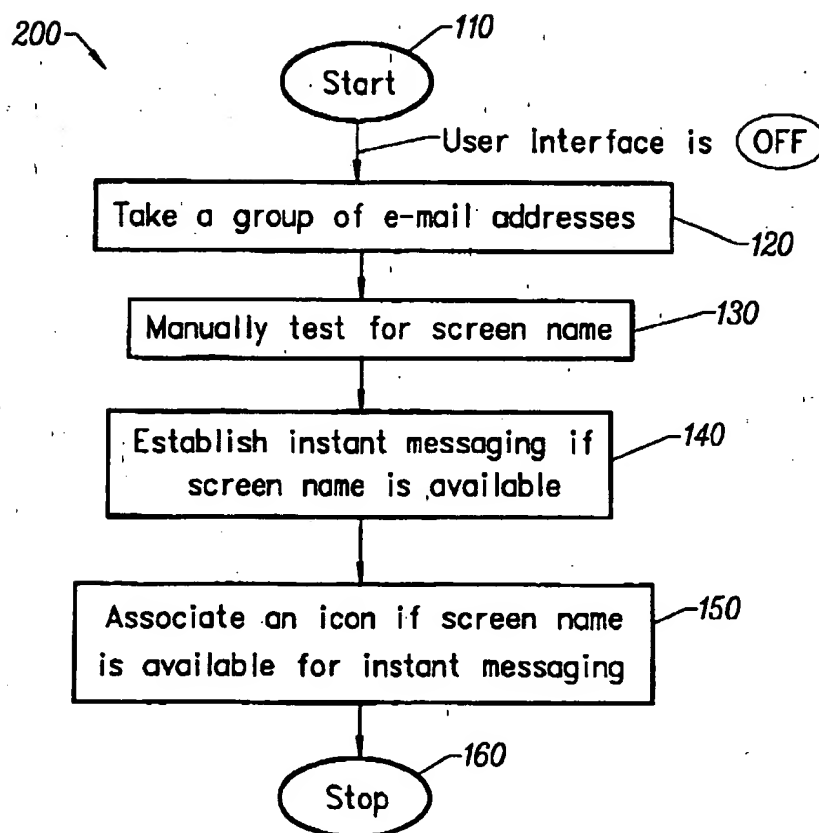 200
110
Start
User Interface is OFF
Take a group of e-mail addresses
120
Manually test for screen name
130
Establish instant messaging if
screen name is available
140
Associate an icon if screen name
is available for instant messaging
150
160
Stop